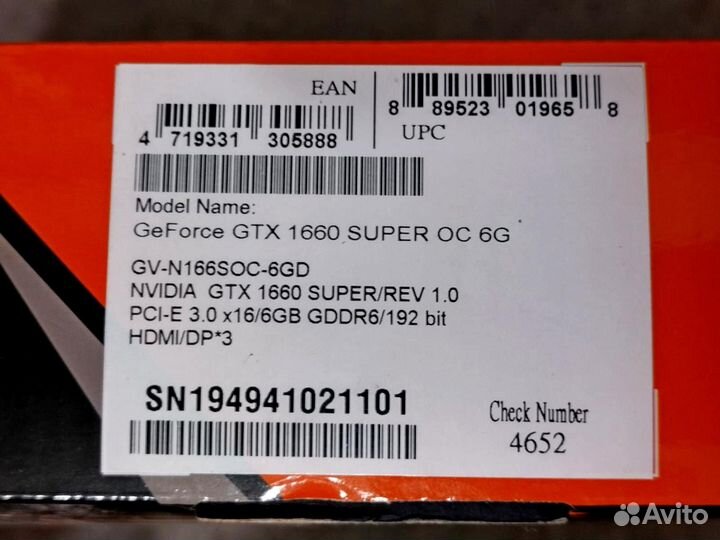 EAN
4 719331 305888
8 89523 01965 8
UPC
Model Name:
GeForce GTX 1660 SUPER OC 6G
GV-N166SOC-6GD
NVIDIA GTX 1660 SUPER/REV 1.0
PCI-E 3.0 x16/6GB GDDR6/192 bit
HDMI/DP*3
SN194941021101
Check Number
4652
Avito